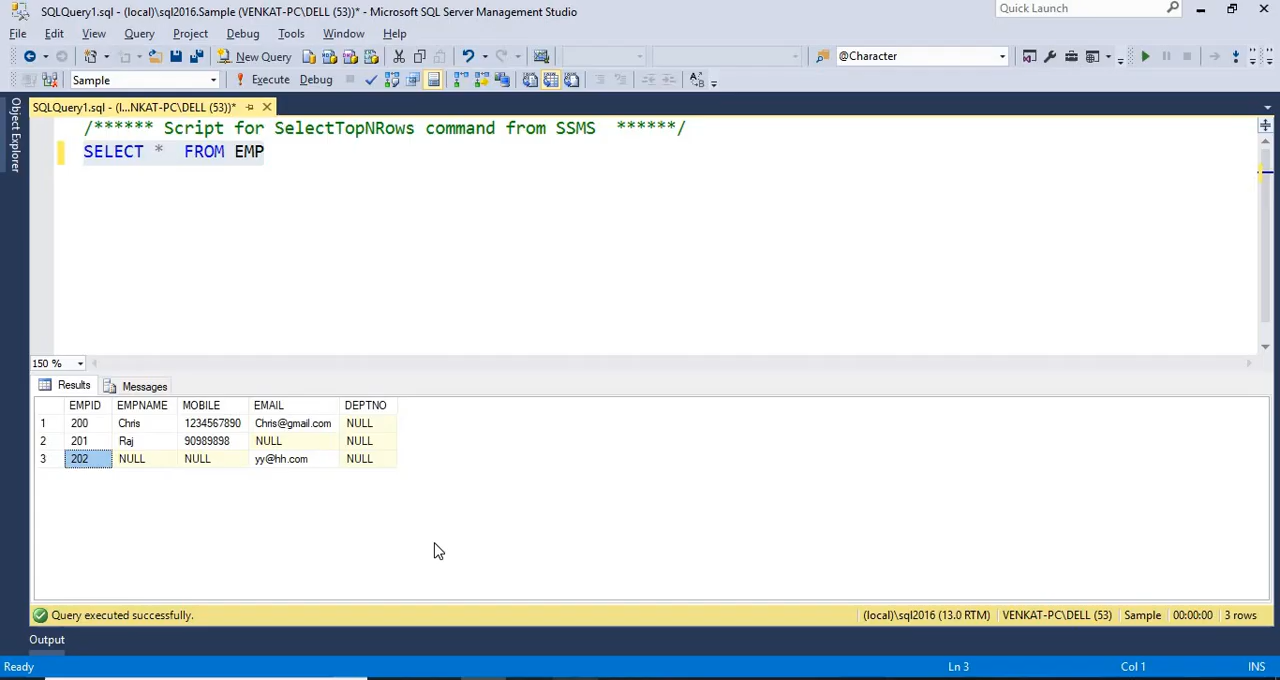 SQLQuery1.sql - (local)\sql2016.Sample (VENKAT-PC\DELL (53))* - Microsoft SQL Server Management Studio
Quick Launch
File Edit View Query Project Debug Tools Window Help
New Query @Character
Sample Execute Debug
SQLQuery1.sql - (l...NKAT-PC\DELL (53))*
Object Explorer
/****** Script for SelectTopNRows command from SSMS ******/
SELECT * FROM EMP
150 %
Results Messages
EMPID EMPNAME MOBILE EMAIL DEPTNO
1 200 Chris 1234567890 Chris@gmail.com NULL
2 201 Raj 90989898 NULL NULL
3 202 NULL NULL yy@hh.com NULL
Query executed successfully. (local)\sql2016 (13.0 RTM) VENKAT-PC\DELL (53) Sample 00:00:00 3 rows
Output
Ready Ln 3 Col 1 INS